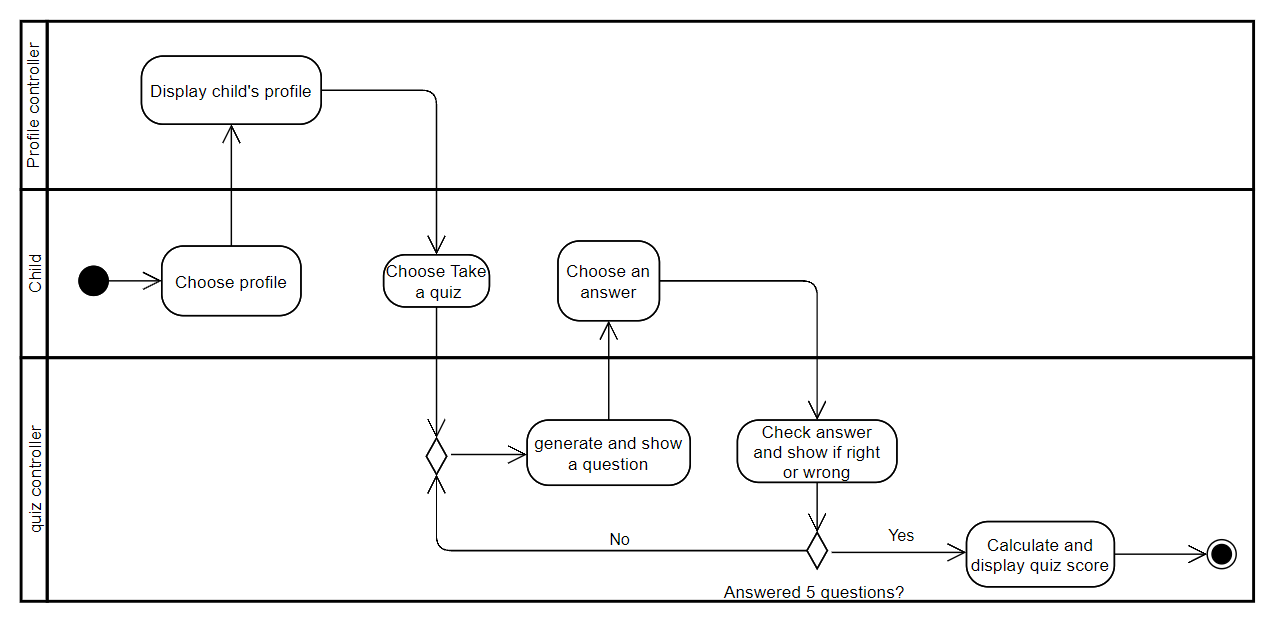 Profile controller
Display child's profile
Child
Choose profile
Choose Take
a quiz
Choose an
answer
quiz controller
generate and show
a question
Check answer
and show if right
or wrong
No
Yes
Calculate and
display quiz score
Answered 5 questions?